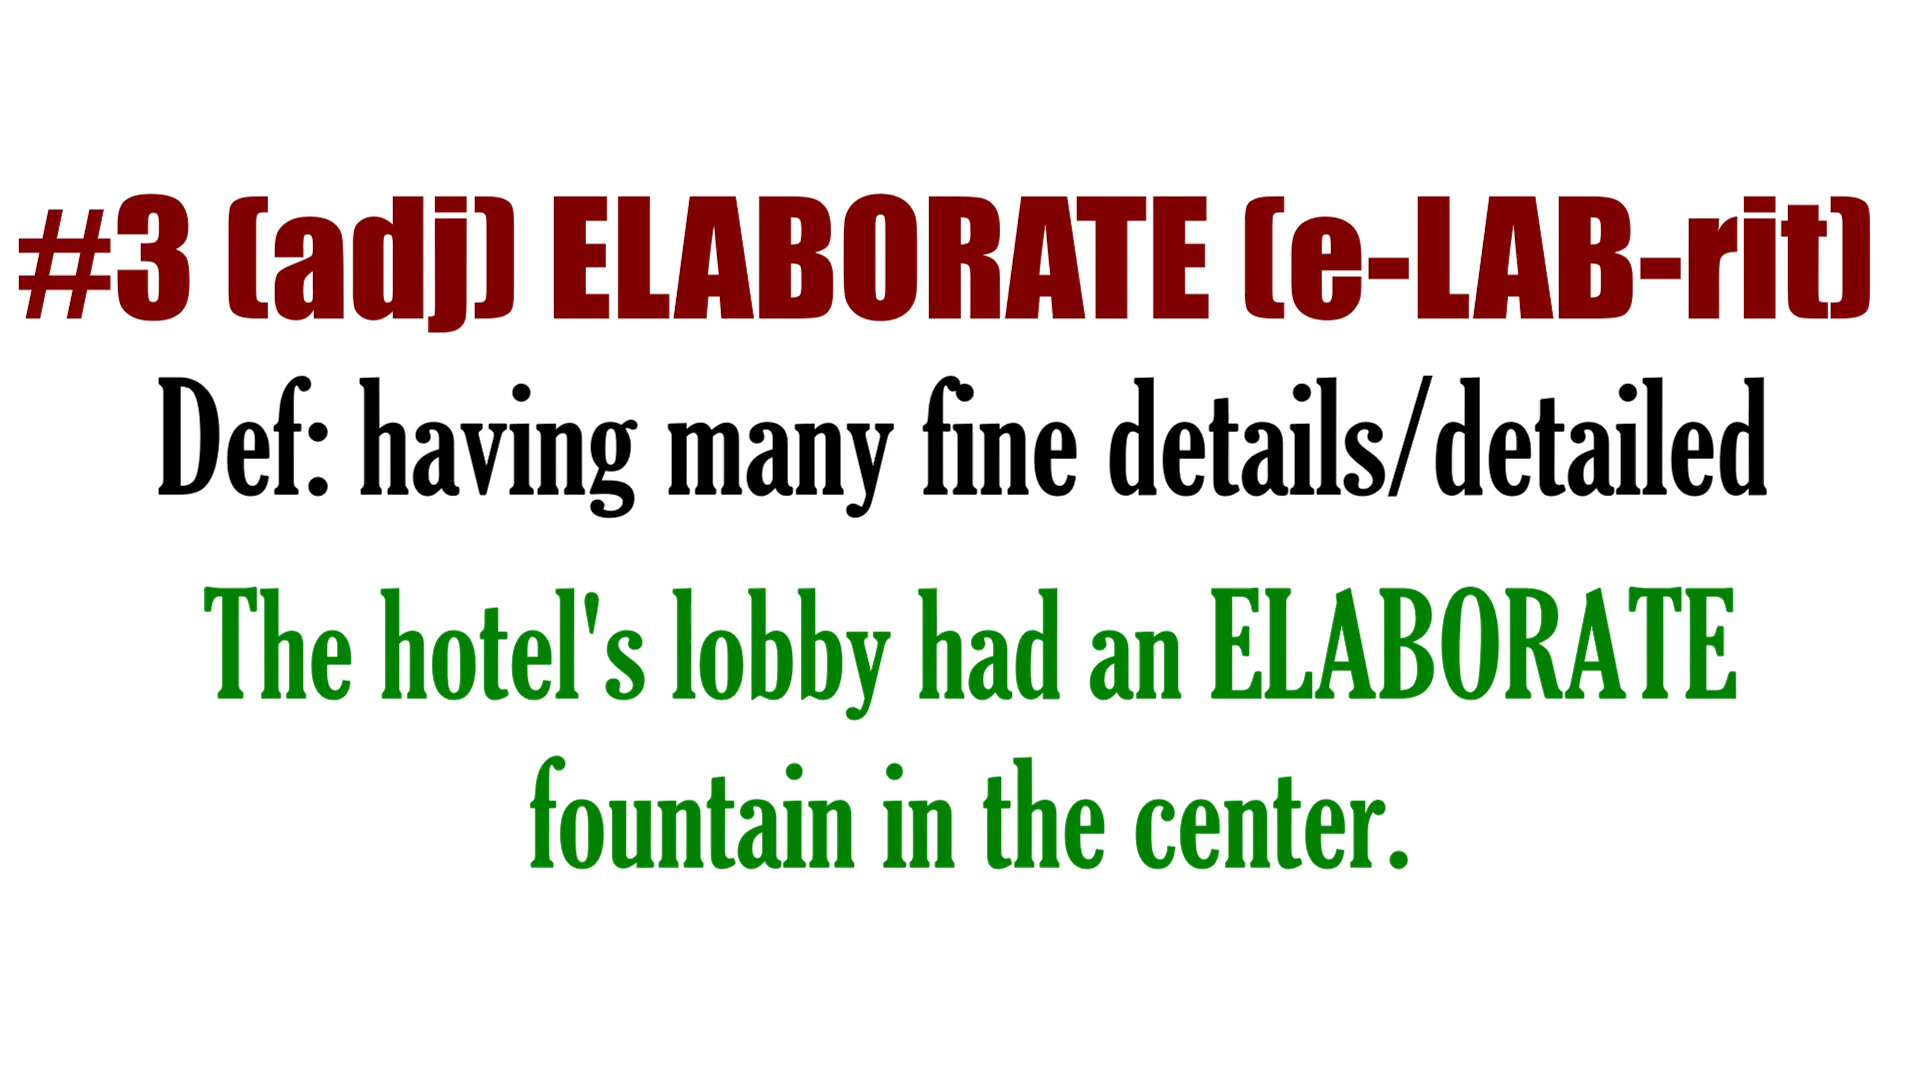 #3 (adj) ELABORATE (e-LAB-rit)
Def: having many fine details/detailed
The hotel's lobby had an ELABORATE
fountain in the center.